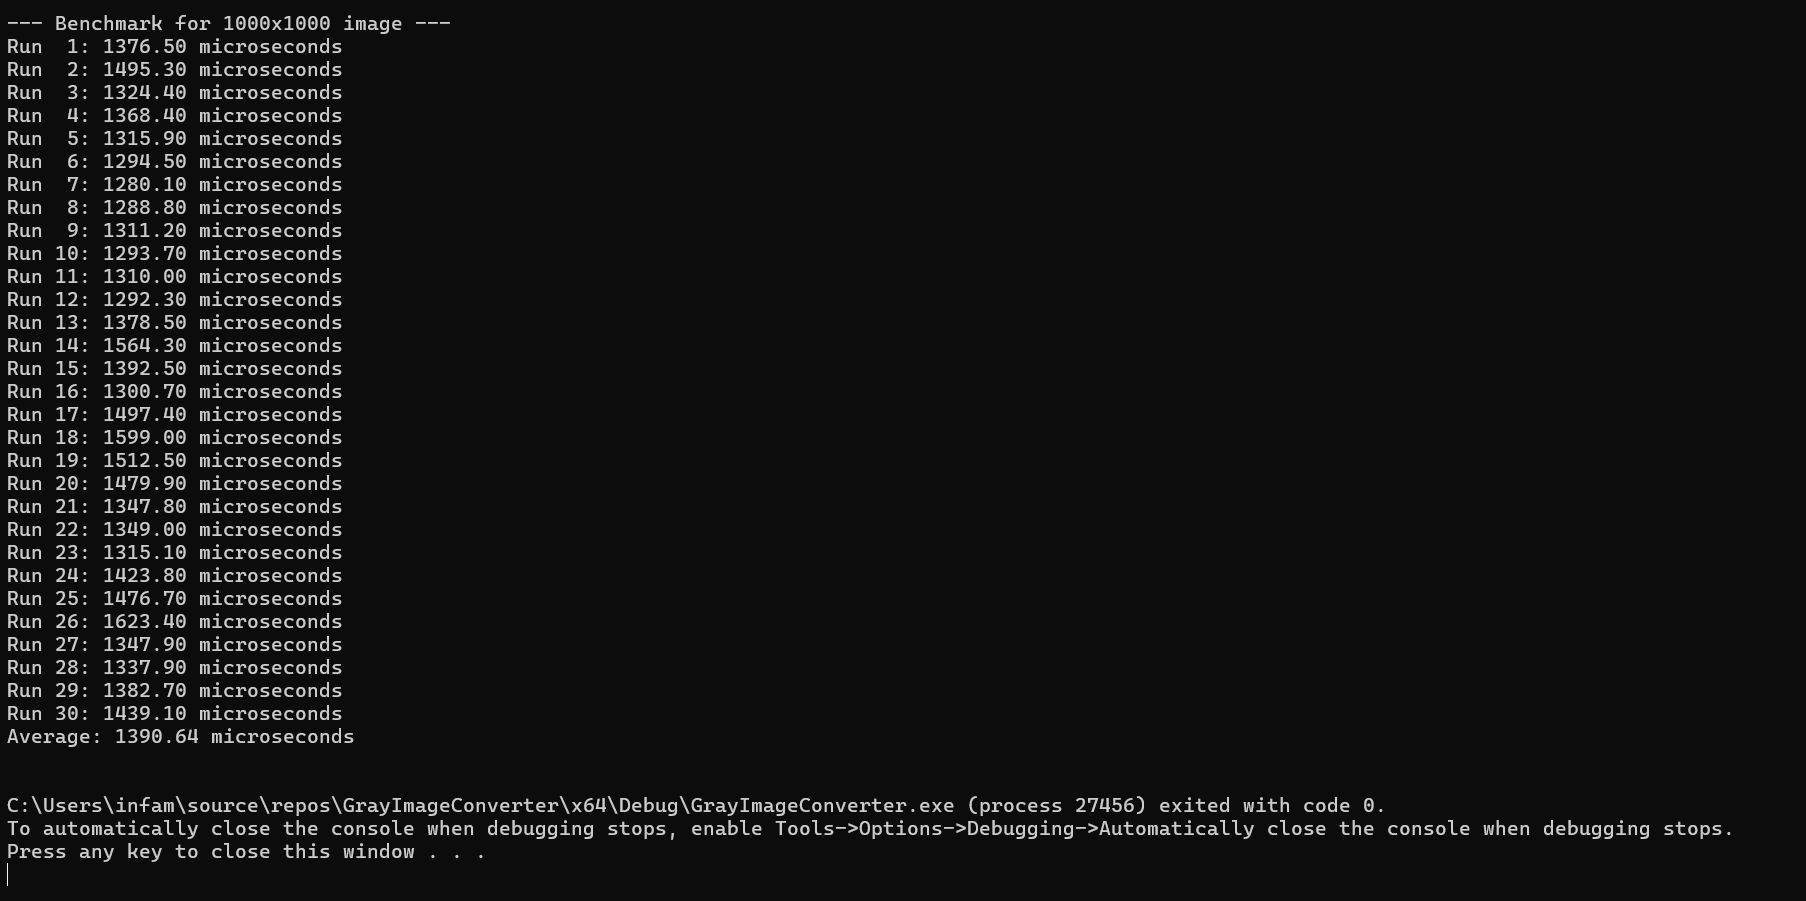 --- Benchmark for 1000x1000 image ---
Run  1: 1376.50 microseconds
Run  2: 1495.30 microseconds
Run  3: 1324.40 microseconds
Run  4: 1368.40 microseconds
Run  5: 1315.90 microseconds
Run  6: 1294.50 microseconds
Run  7: 1280.10 microseconds
Run  8: 1288.80 microseconds
Run  9: 1311.20 microseconds
Run 10: 1293.70 microseconds
Run 11: 1310.00 microseconds
Run 12: 1292.30 microseconds
Run 13: 1378.50 microseconds
Run 14: 1564.30 microseconds
Run 15: 1392.50 microseconds
Run 16: 1300.70 microseconds
Run 17: 1497.40 microseconds
Run 18: 1599.00 microseconds
Run 19: 1512.50 microseconds
Run 20: 1479.90 microseconds
Run 21: 1347.80 microseconds
Run 22: 1349.00 microseconds
Run 23: 1315.10 microseconds
Run 24: 1423.80 microseconds
Run 25: 1476.70 microseconds
Run 26: 1623.40 microseconds
Run 27: 1347.90 microseconds
Run 28: 1337.90 microseconds
Run 29: 1382.70 microseconds
Run 30: 1439.10 microseconds
Average: 1390.64 microseconds
C:\Users\infam\source\repos\GrayImageConverter\x64\Debug\GrayImageConverter.exe (process 27456) exited with code 0.
To automatically close the console when debugging stops, enable Tools->Options->Debugging->Automatically close the console when debugging stops.
Press any key to close this window . . .